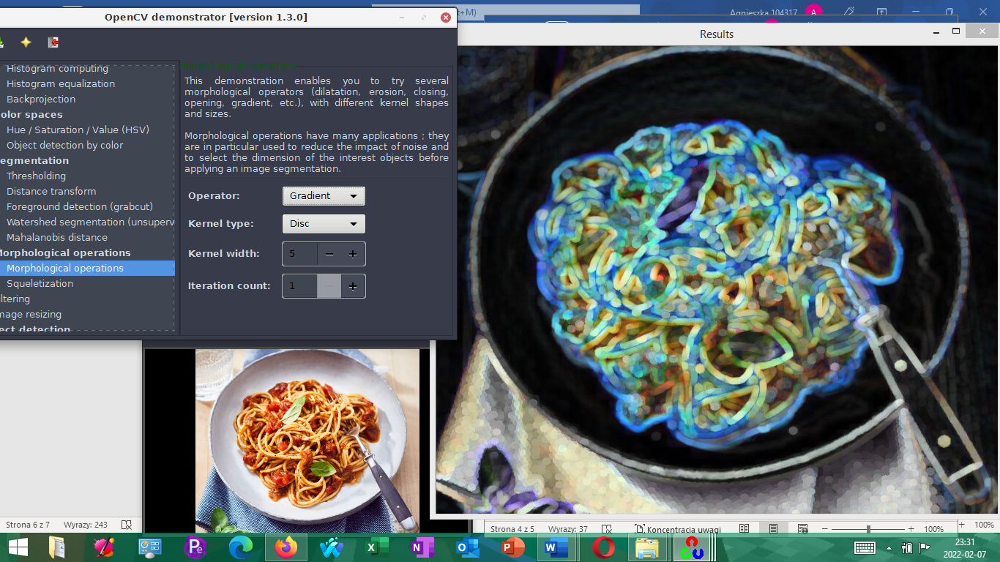 OpenCV demonstrator [version 1.3.0]
t+M)
Agnieszka 104317
A
Results
Histogram computing
Histogram equalization
Backprojection
olor spaces
Hue / Saturation / Value (HSV)
Object detection by color
egmentation
Thresholding
Distance transform
Foreground detection (grabcut)
Watershed segmentation (unsuperv
Mahalanobis distance
Morphological operations
Morphological operations
Squeletization
ltering
mage resizing
ect detection
Morphological operations
This demonstration enables you to try several
morphological operators (dilatation, erosion, closing,
opening, gradient, etc.), with different kernel shapes
and sizes.
Morphological operations have many applications ; they
are in particular used to reduce the impact of noise and
to select the dimension of the interest objects before
applying an image segmentation.
Operator: Gradient
Kernel type: Disc
Kernel width: 5 − +
Iteration count: 1 − +
Strona 6 z 7 Wyrazy: 243
Strona 4 z 5 Wyrazy: 37 Koncentracja uwagi − + 100% + 100%
23:31
2022-02-07